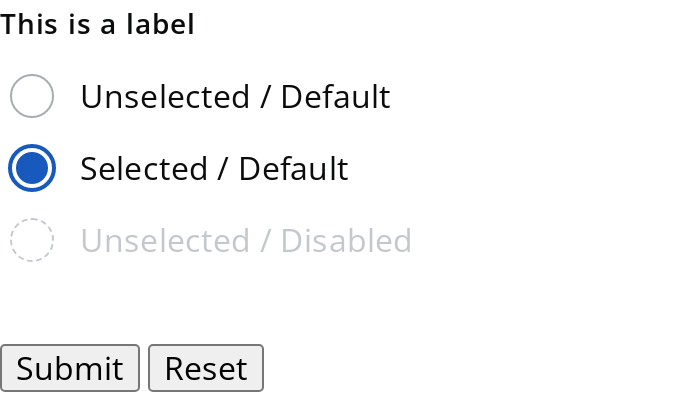 This is a label
Unselected / Default
Selected / Default
Unselected / Disabled
Submit Reset